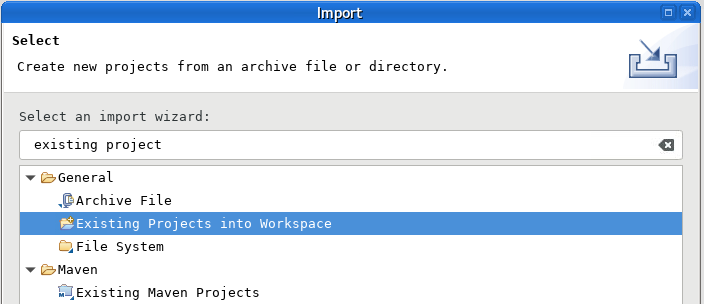 Import
Select
Create new projects from an archive file or directory.
Select an import wizard:
existing project
General
Archive File
Existing Projects into Workspace
File System
Maven
Existing Maven Projects